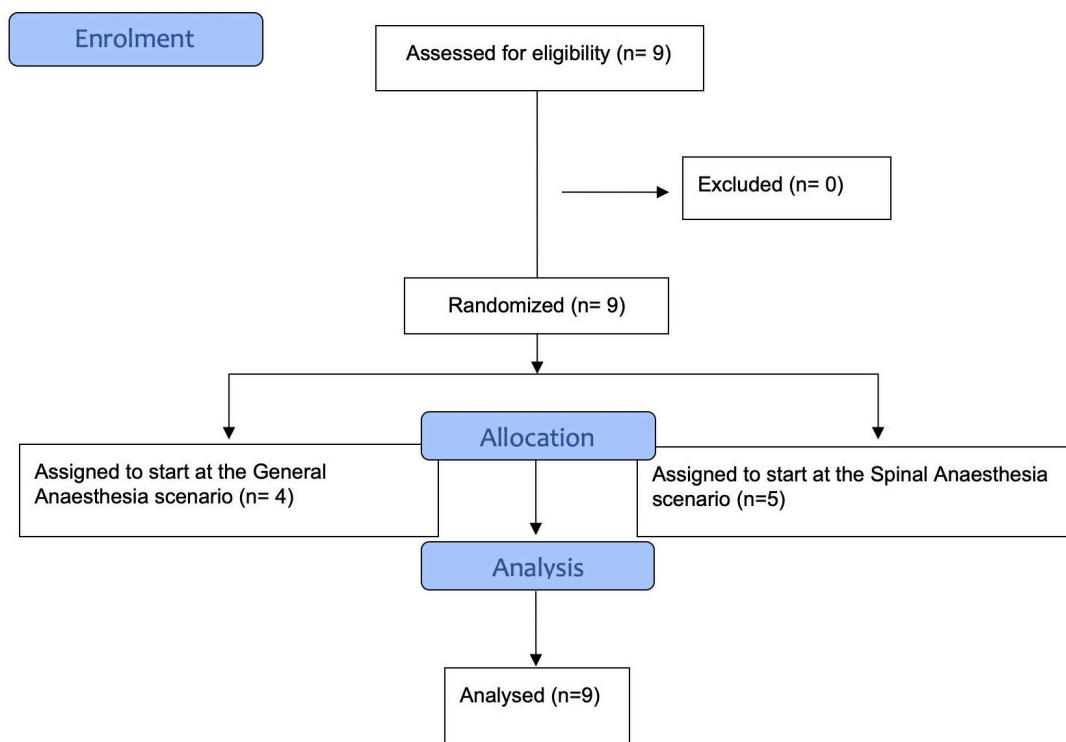 Enrolment
Assessed for eligibility (n= 9)
Excluded (n= 0)
Randomized (n= 9)
Allocation
Assigned to start at the General
Anaesthesia scenario (n= 4)
Assigned to start at the Spinal Anaesthesia
scenario (n=5)
Analysis
Analysed (n=9)